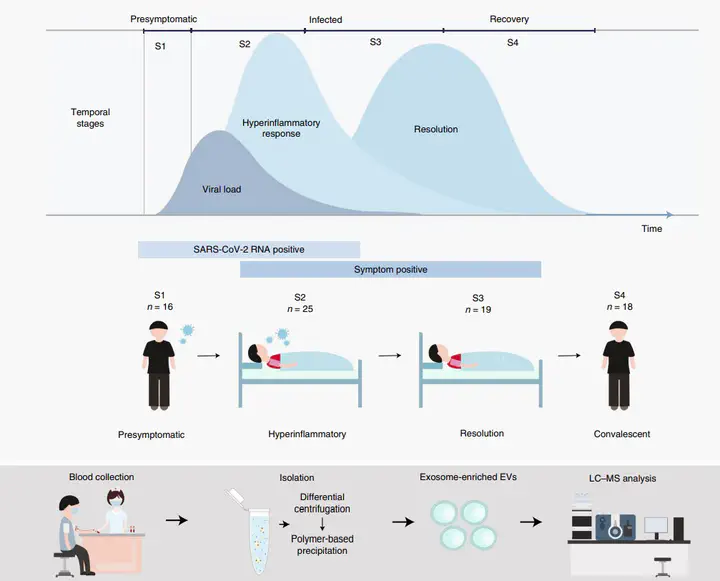 Presymptomatic
Infected
Recovery
S1
S2
S3
S4
Temporal
stages
Hyperinflammatory
response
Resolution
Viral load
Time
SARS-CoV-2 RNA positive
Symptom positive
S1
n = 16
S2
n = 25
S3
n = 19
S4
n = 18
Presymptomatic
Hyperinflammatory
Resolution
Convalescent
Blood collection
Isolation
Exosome-enriched EVs
LC–MS analysis
Differential
centrifugation
Polymer-based
precipitation